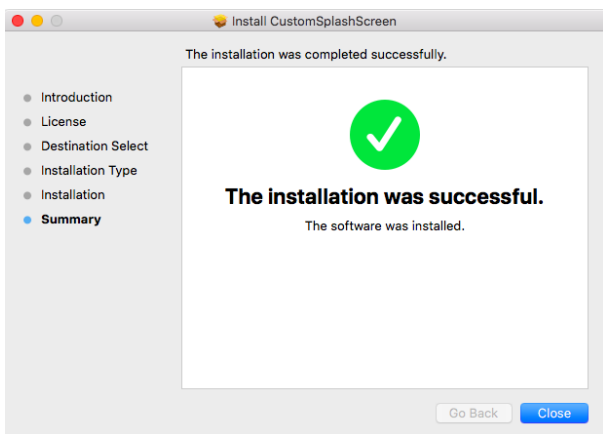 Install CustomSplashScreen
The installation was completed successfully.
Introduction
License
Destination Select
Installation Type
Installation
Summary
The installation was successful.
The software was installed.
Go Back
Close